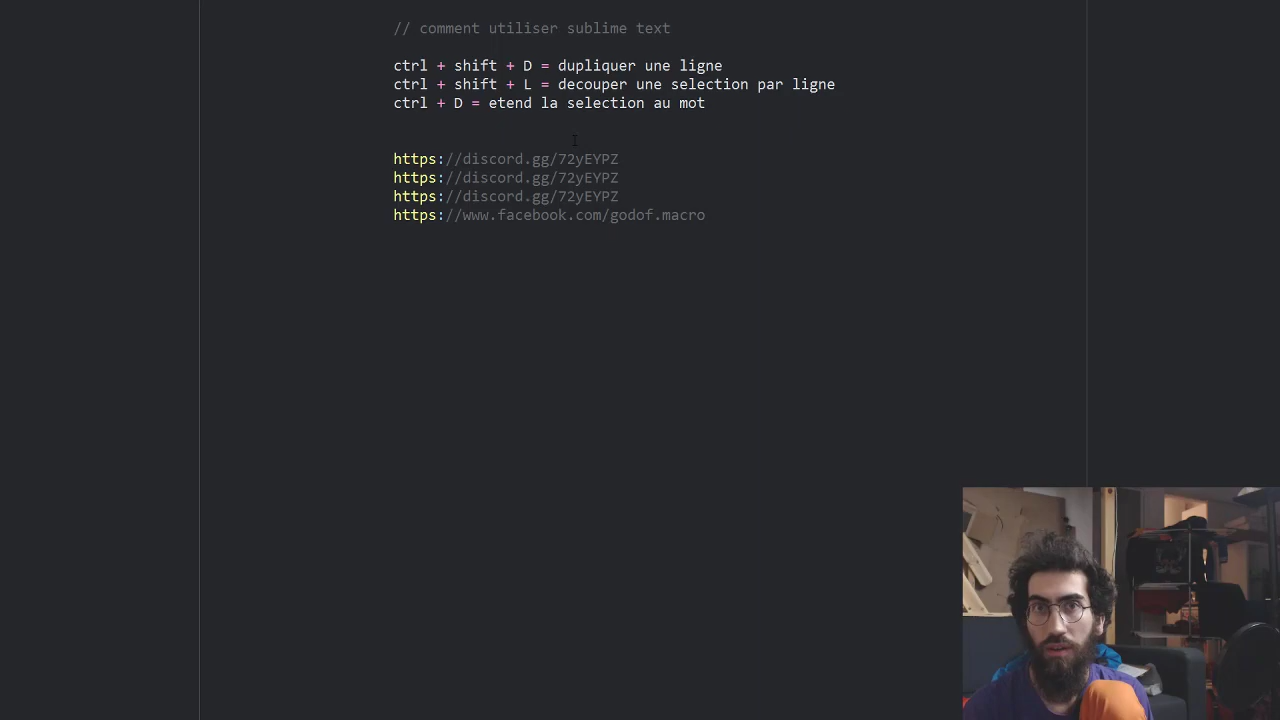 // comment utiliser sublime text
ctrl + shift + D = dupliquer une ligne
ctrl + shift + L = decouper une selection par ligne
ctrl + D = etend la selection au mot
https://discord.gg/72yEYPZ
https://discord.gg/72yEYPZ
https://discord.gg/72yEYPZ
https://www.facebook.com/godof.macro